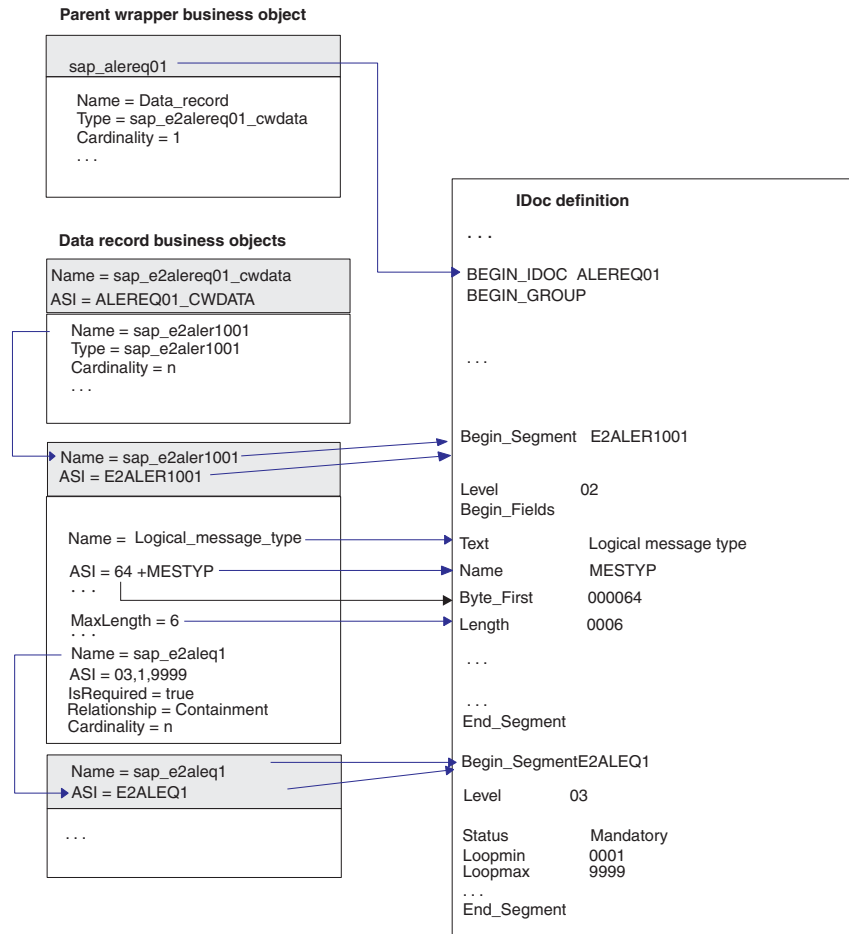 Parent wrapper business object
sap_alereq01
Name = Data_record
Type = sap_e2alereq01_cwdata
Cardinality = 1
. . .
Data record business objects
Name = sap_e2alereq01_cwdata
ASI = ALEREQ01_CWDATA
Name = sap_e2aler1001
Type = sap_e2aler1001
Cardinality = n
. . .
Name = sap_e2aler1001
ASI = E2ALER1001
Name = Logical_message_type
ASI = 64 +MESTYP
. . .
MaxLength = 6
. . .
Name = sap_e2aleq1
ASI = 03,1,9999
IsRequired = true
Relationship = Containment
Cardinality = n
Name = sap_e2aleq1
ASI = E2ALEQ1
. . .
IDoc definition
. . .
BEGIN_IDOC ALEREQ01
BEGIN_GROUP
. . .
Begin_Segment E2ALER1001
Level 02
Begin_Fields
Text Logical message type
Name MESTYP
Byte_First 000064
Length 0006
. . .
. . .
End_Segment
Begin_SegmentE2ALEQ1
Level 03
Status Mandatory
Loopmin 0001
Loopmax 9999
. . .
End_Segment